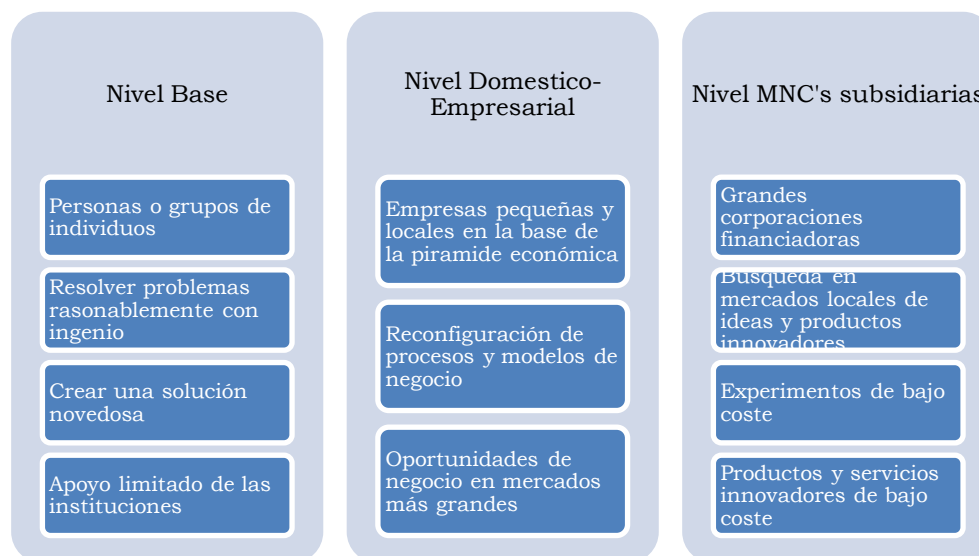 Nivel Base
Personas o grupos de
individuos
Resolver problemas
rasonablemente con
ingenio
Crear una solución
novedosa
Apoyo limitado de las
instituciones
Nivel Domestico-
Empresarial
Empresas pequeñas y
locales en la base de
la piramide económica
Reconfiguración de
procesos y modelos de
negocio
Oportunidades de
negocio en mercados
más grandes
Nivel MNC's subsidiarias
Grandes
corporaciones
financiadoras
Búsqueda en
mercados locales de
ideas y productos
innovadores
Experimentos de bajo
coste
Productos y servicios
innovadores de bajo
coste